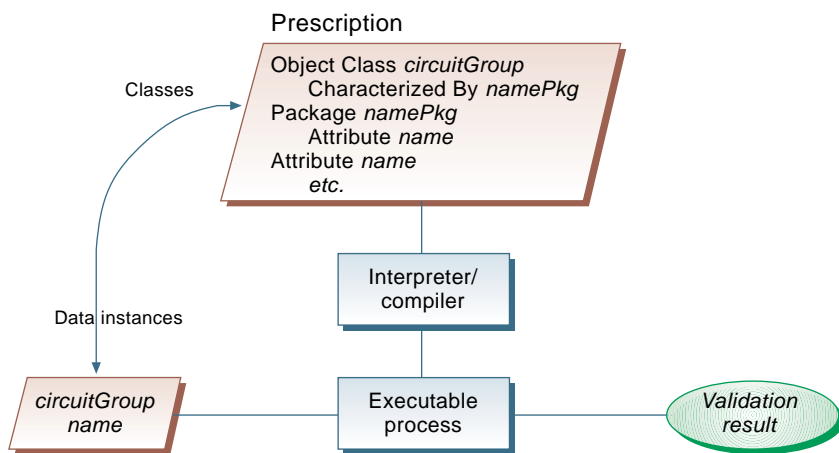 Prescription
Object Class circuitGroup
Characterized By namePkg
Package namePkg
Attribute name
Attribute name
etc.
Classes
Interpreter/
compiler
Data instances
circuitGroup
name
Executable
process
Validation
result